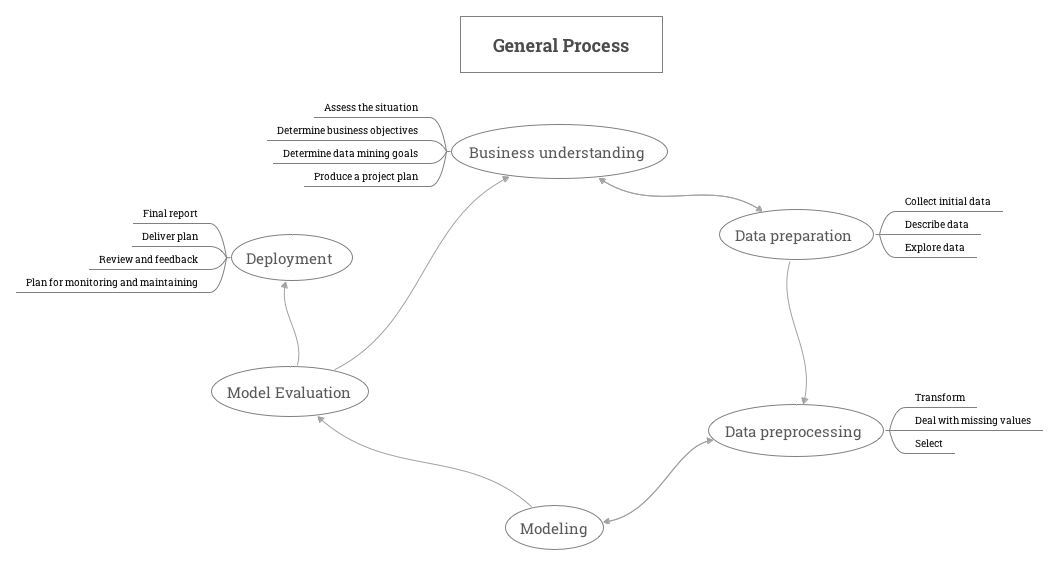 General Process
Assess the situation
Determine business objectives
Determine data mining goals
Produce a project plan
Business understanding
Collect initial data
Describe data
Explore data
Data preparation
Final report
Deliver plan
Review and feedback
Plan for monitoring and maintaining
Deployment
Model Evaluation
Transform
Deal with missing values
Select
Data preprocessing
Modeling